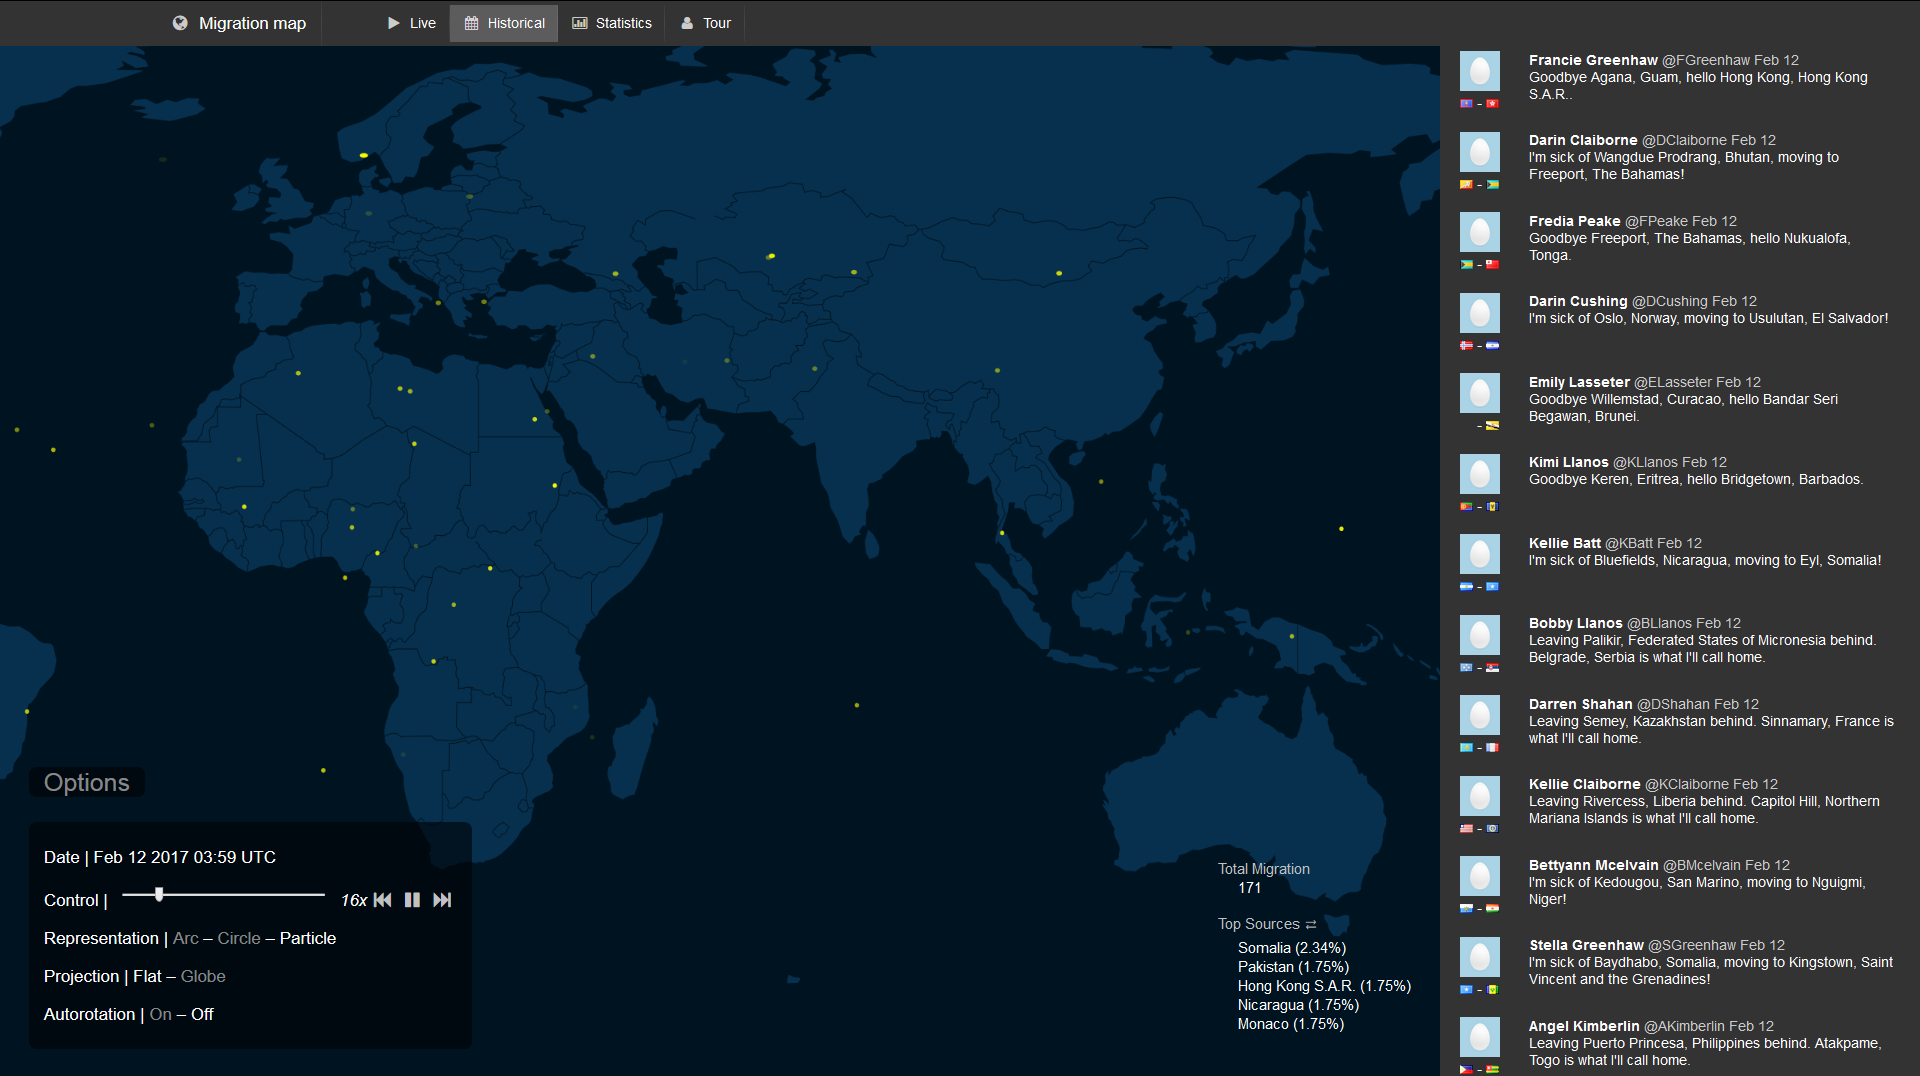 Migration map
Live
Historical
Statistics
Tour
Francie Greenhaw @FGreenhaw Feb 12
Goodbye Agana, Guam, hello Hong Kong, Hong Kong
S.A.R..
Darin Claiborne @DClaiborne Feb 12
I'm sick of Wangdue Prodrang, Bhutan, moving to
Freeport, The Bahamas!
Fredia Peake @FPeake Feb 12
Goodbye Freeport, The Bahamas, hello Nukualofa,
Tonga.
Darin Cushing @DCushing Feb 12
I'm sick of Oslo, Norway, moving to Usulutan, El Salvador!
Emily Lasseter @ELasseter Feb 12
Goodbye Willemstad, Curacao, hello Bandar Seri
Begawan, Brunei.
Kimi Llanos @KLlanos Feb 12
Goodbye Keren, Eritrea, hello Bridgetown, Barbados.
Kellie Batt @KBatt Feb 12
I'm sick of Bluefields, Nicaragua, moving to Eyl, Somalia!
Bobby Llanos @BLlanos Feb 12
Leaving Palikir, Federated States of Micronesia behind.
Belgrade, Serbia is what I'll call home.
Darren Shahan @DShahan Feb 12
Leaving Semey, Kazakhstan behind. Sinnamary, France is
what I'll call home.
Kellie Claiborne @KClaiborne Feb 12
Leaving Rivercess, Liberia behind. Capitol Hill, Northern
Mariana Islands is what I'll call home.
Bettyann Mcelvain @BMcelvain Feb 12
I'm sick of Kedougou, San Marino, moving to Nguigmi,
Niger!
Stella Greenhaw @SGreenhaw Feb 12
I'm sick of Baydhabo, Somalia, moving to Kingstown, Saint
Vincent and the Grenadines!
Angel Kimberlin @AKimberlin Feb 12
Leaving Puerto Princesa, Philippines behind. Atakpame,
Togo is what I'll call home.
Options
Date | Feb 12 2017 03:59 UTC
Control | 16x
Representation | Arc – Circle – Particle
Projection | Flat – Globe
Autorotation | On – Off
Total Migration
171
Top Sources ⇄
Somalia (2.34%)
Pakistan (1.75%)
Hong Kong S.A.R. (1.75%)
Nicaragua (1.75%)
Monaco (1.75%)